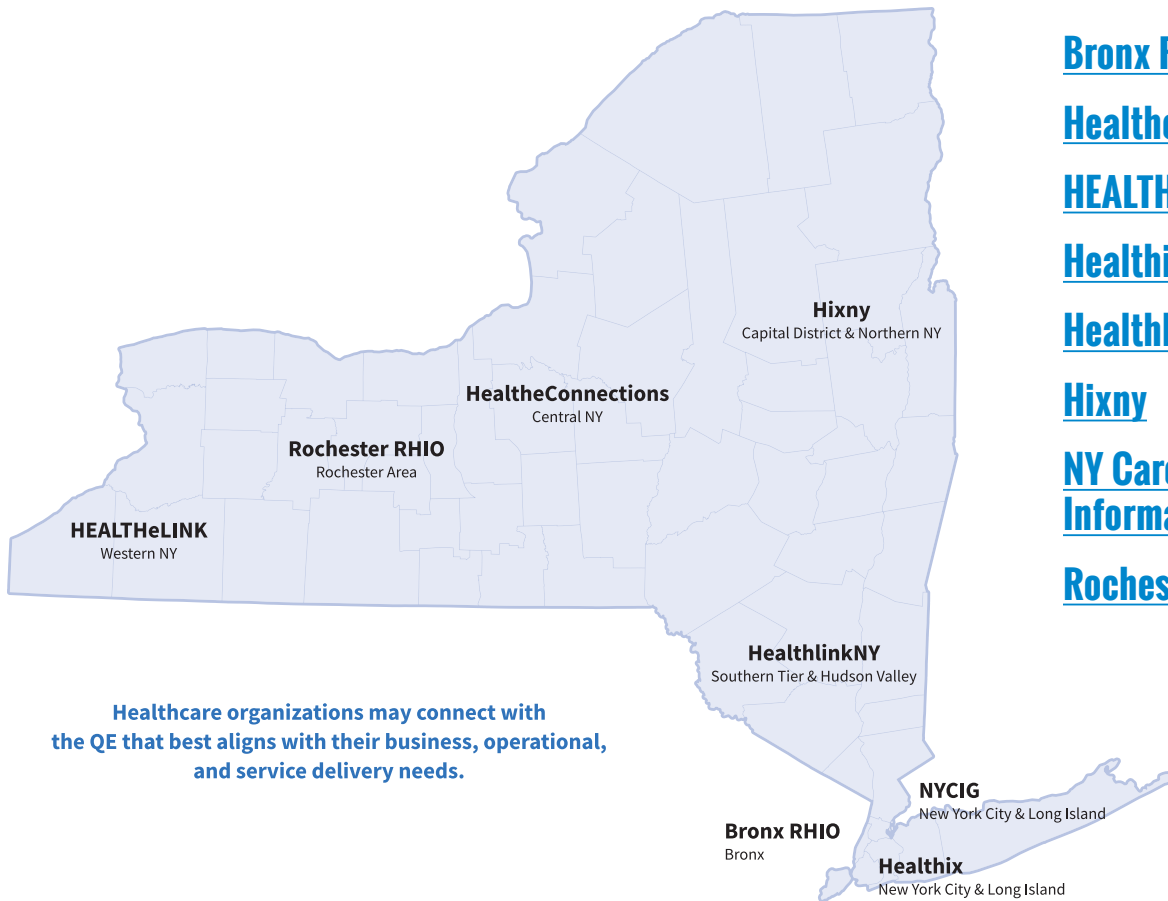 Hixny
Capital District & Northern NY
HealtheConnections
Central NY
Rochester RHIO
Rochester Area
HEALTHeLINK
Western NY
HealthlinkNY
Southern Tier & Hudson Valley
Healthcare organizations may connect with
the QE that best aligns with their business, operational,
and service delivery needs.
NYCIG
New York City & Long Island
Bronx RHIO
Bronx
Healthix
New York City & Long Island
Bronx
Hixny
NY